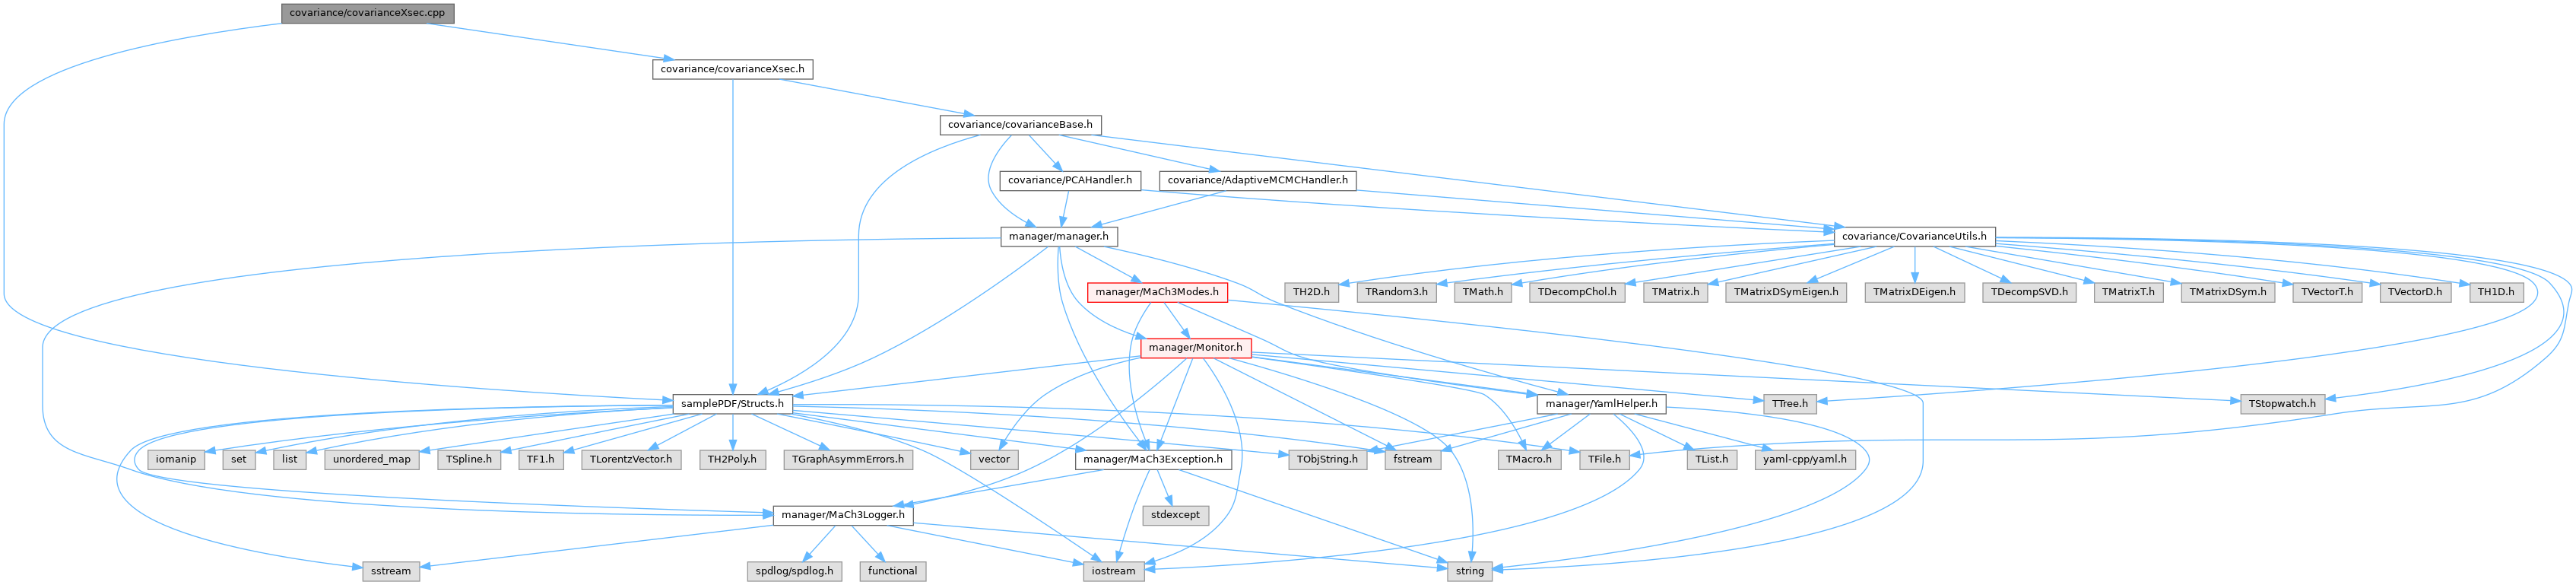 covariance/covarianceXsec.cpp
covariance/covarianceXsec.h
covariance/covarianceBase.h
covariance/PCAHandler.h
covariance/AdaptiveMCMCHandler.h
manager/manager.h
covariance/CovarianceUtils.h
manager/MaCh3Modes.h
TH2D.h
TRandom3.h
TMath.h
TDecompChol.h
TMatrix.h
TMatrixDSymEigen.h
TMatrixDEigen.h
TDecompSVD.h
TMatrixT.h
TMatrixDSym.h
TVectorT.h
TVectorD.h
TH1D.h
manager/Monitor.h
samplePDF/Structs.h
manager/YamlHelper.h
TTree.h
TStopwatch.h
iomanip
set
list
unordered_map
TSpline.h
TF1.h
TLorentzVector.h
TH2Poly.h
TGraphAsymmErrors.h
vector
manager/MaCh3Exception.h
TObjString.h
fstream
TMacro.h
TFile.h
TList.h
yaml-cpp/yaml.h
manager/MaCh3Logger.h
stdexcept
sstream
spdlog/spdlog.h
functional
iostream
string